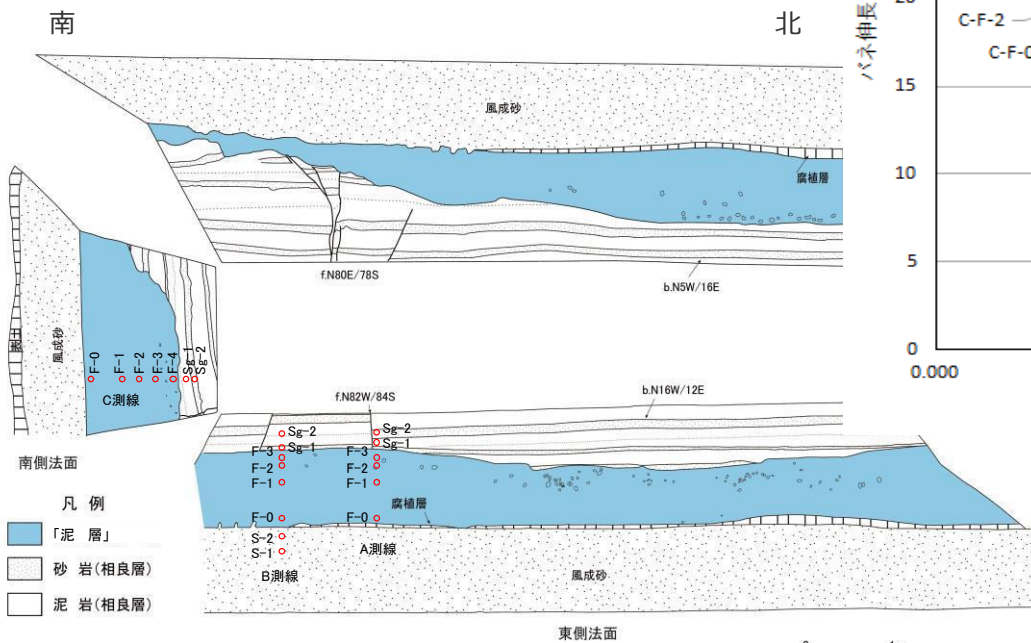 南
北
バネ伸長
20
C-F-2
C-F-0
15
10
5
0
0.000
風成砂
腐植層
f.N80E/78S
b.N5W/16E
表土
風成砂
F-0
F-1
F-2
F-3
F-4
Sg-1
Sg-2
C測線
南側法面
f.N82W/84S
b.N16W/12E
Sg-2
Sg-2
Sg-1
Sg-1
F-3
F-3
F-2
F-2
F-1
F-1
腐植層
F-0
F-0
S-2
S-1
A測線
B測線
風成砂
東側法面
凡 例
「泥 層」
砂 岩(相良層)
泥 岩(相良層)